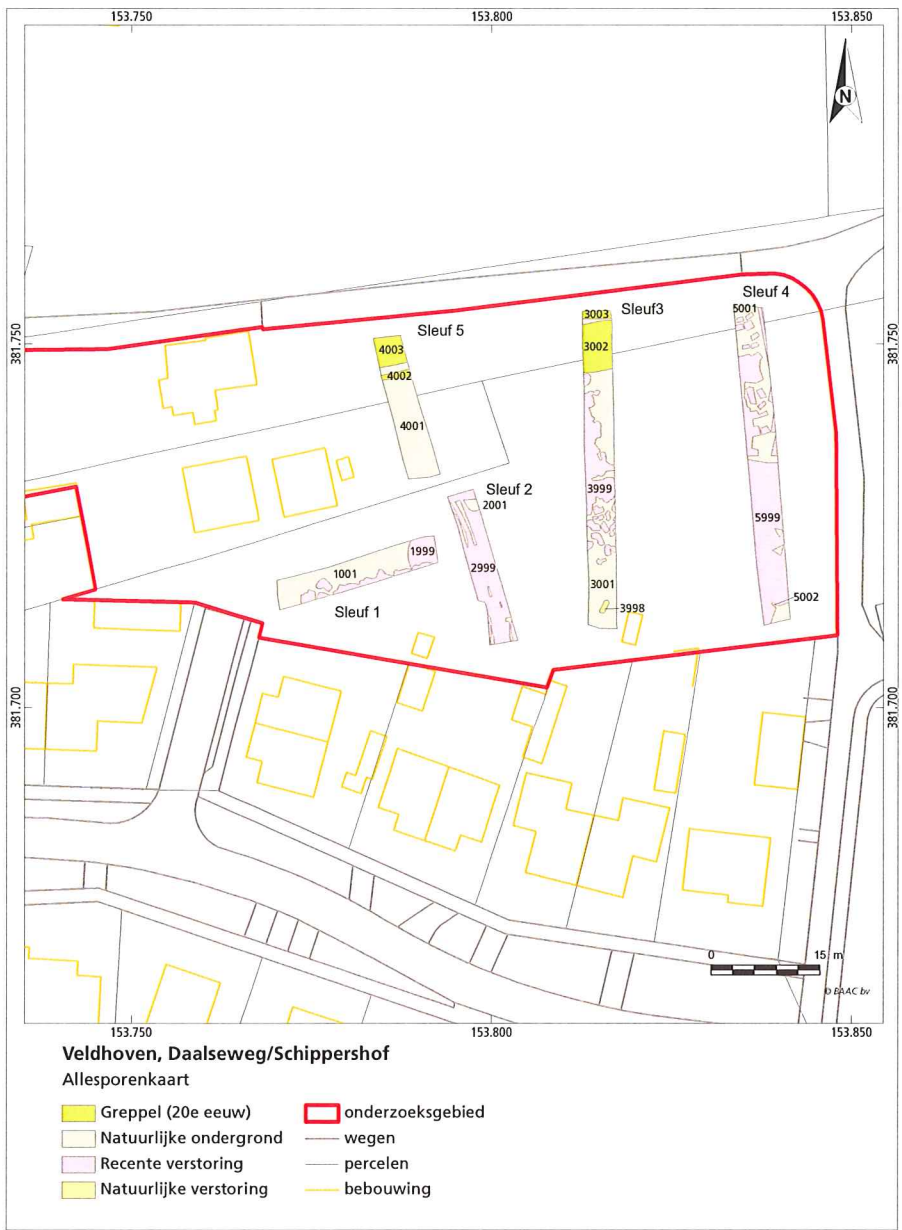 153.750 153.800 153.850
N
Sleuf 4
5001
3003 Sleuf3
Sleuf 5
381.750 381.750
4003 3002
4002
4001
Sleuf 2
2001 3999
5999
1999
1001 2999
3001
5002
Sleuf 1 3998
381.700 381.700
0 15 m
© BAAC bv
153.750 153.800 153.850
Veldhoven, Daalseweg/Schippershof
Allesporenkaart
Greppel (20e eeuw) onderzoeksgebied
Natuurlijke ondergrond wegen
Recente verstoring percelen
Natuurlijke verstoring bebouwing